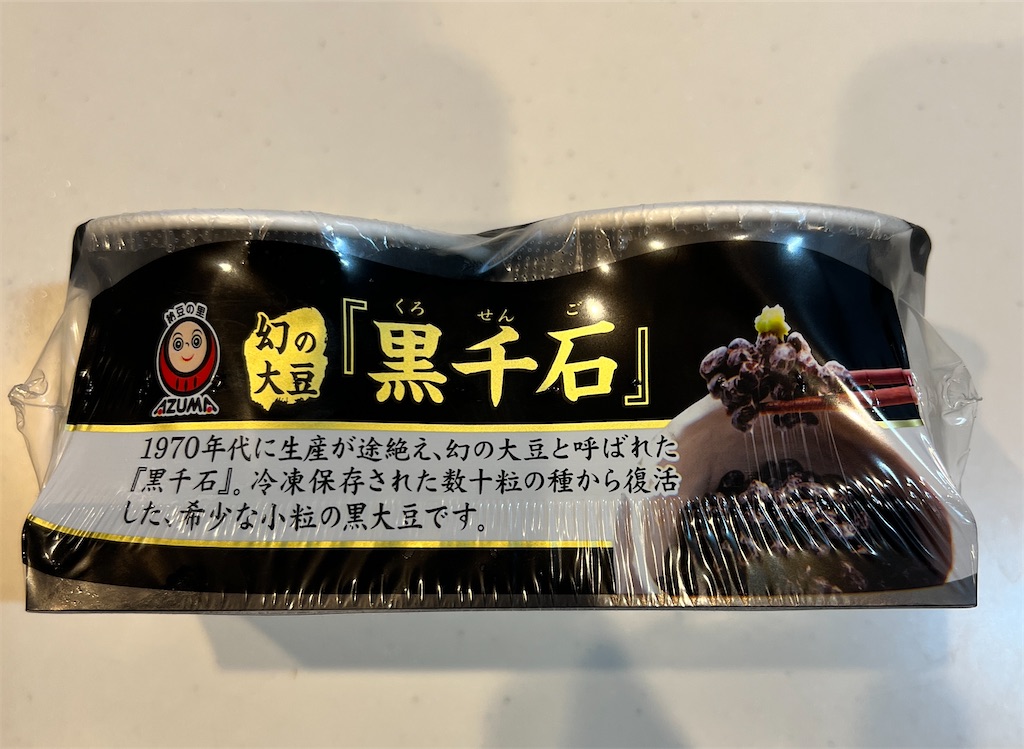 納豆の里
AZUMA
幻の
大豆
くろ せん ごく
『黒千石』
1970年代に生産が途絶え、幻の大豆と呼ばれた
『黒千石』。冷凍保存された数十粒の種から復活
した、希少な小粒の黒大豆です。